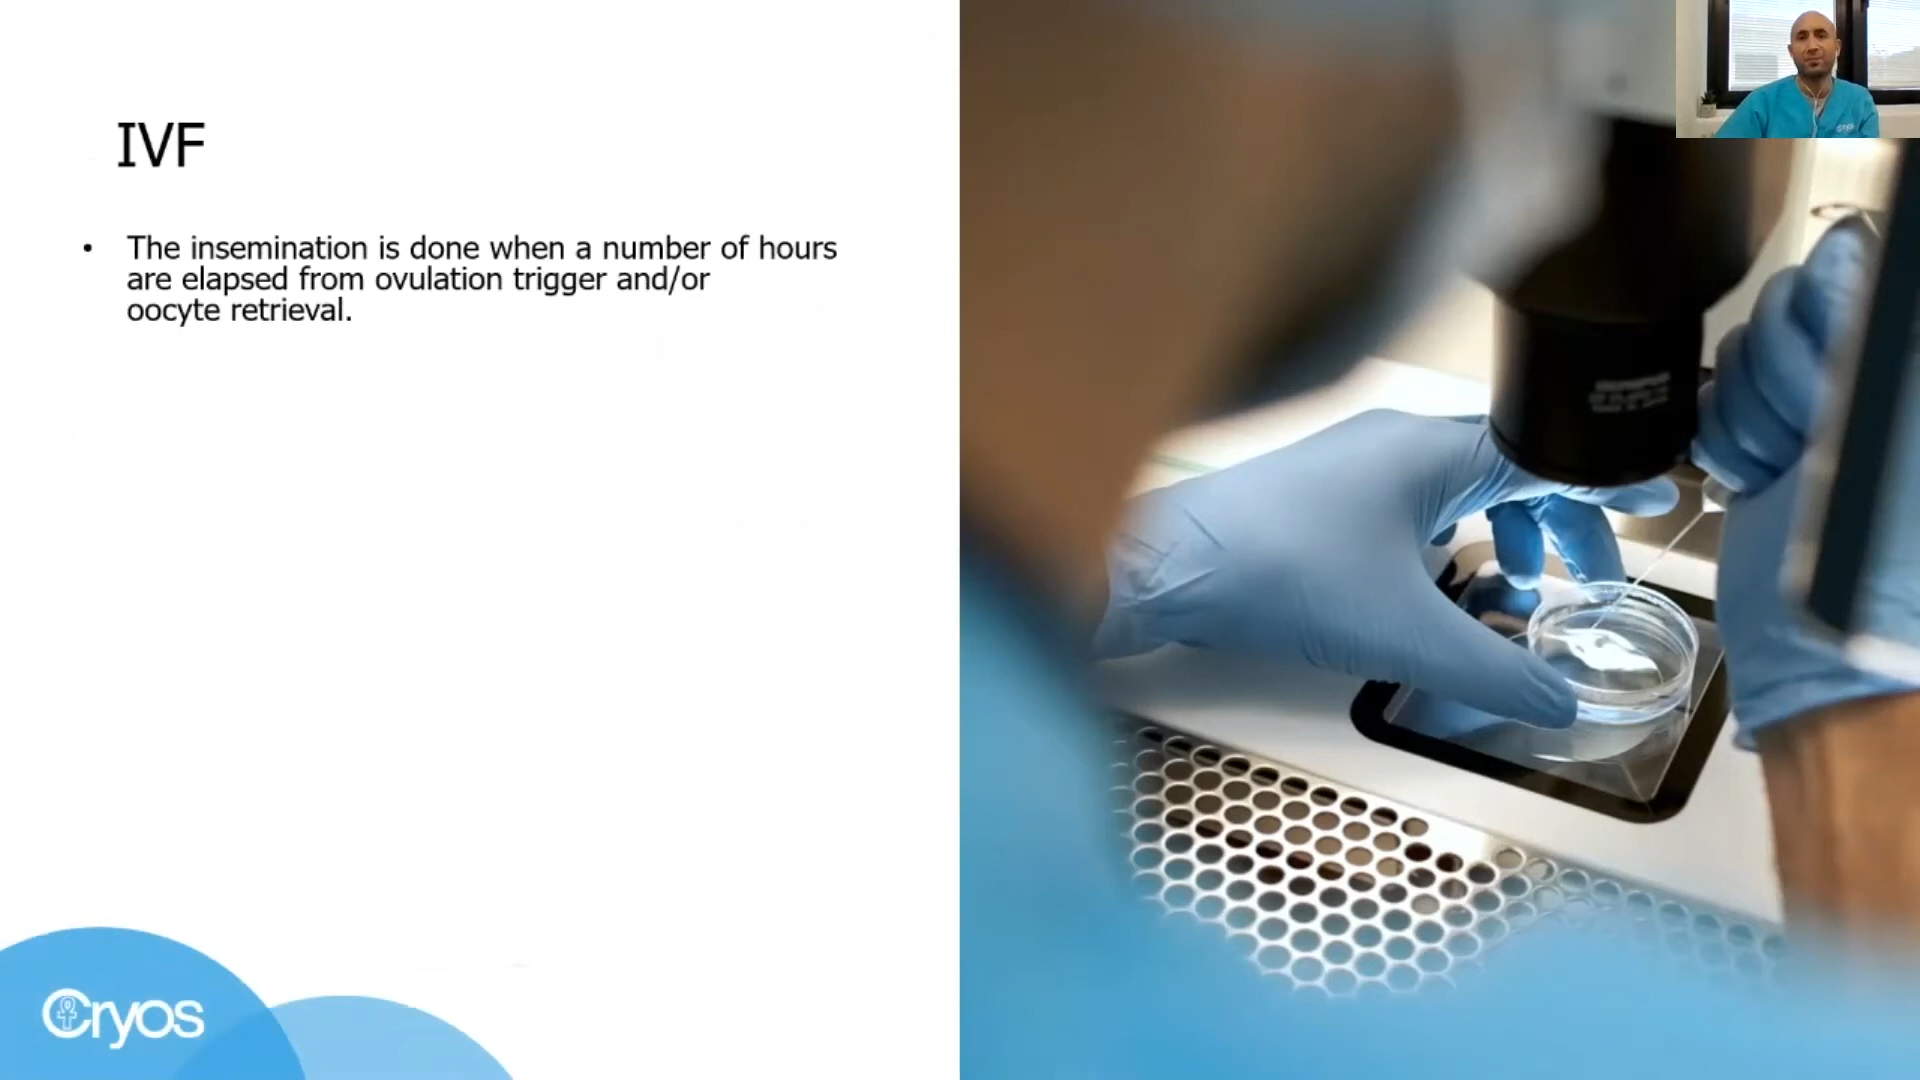 IVF
• The insemination is done when a number of hours
are elapsed from ovulation trigger and/or
oocyte retrieval.
Cryos